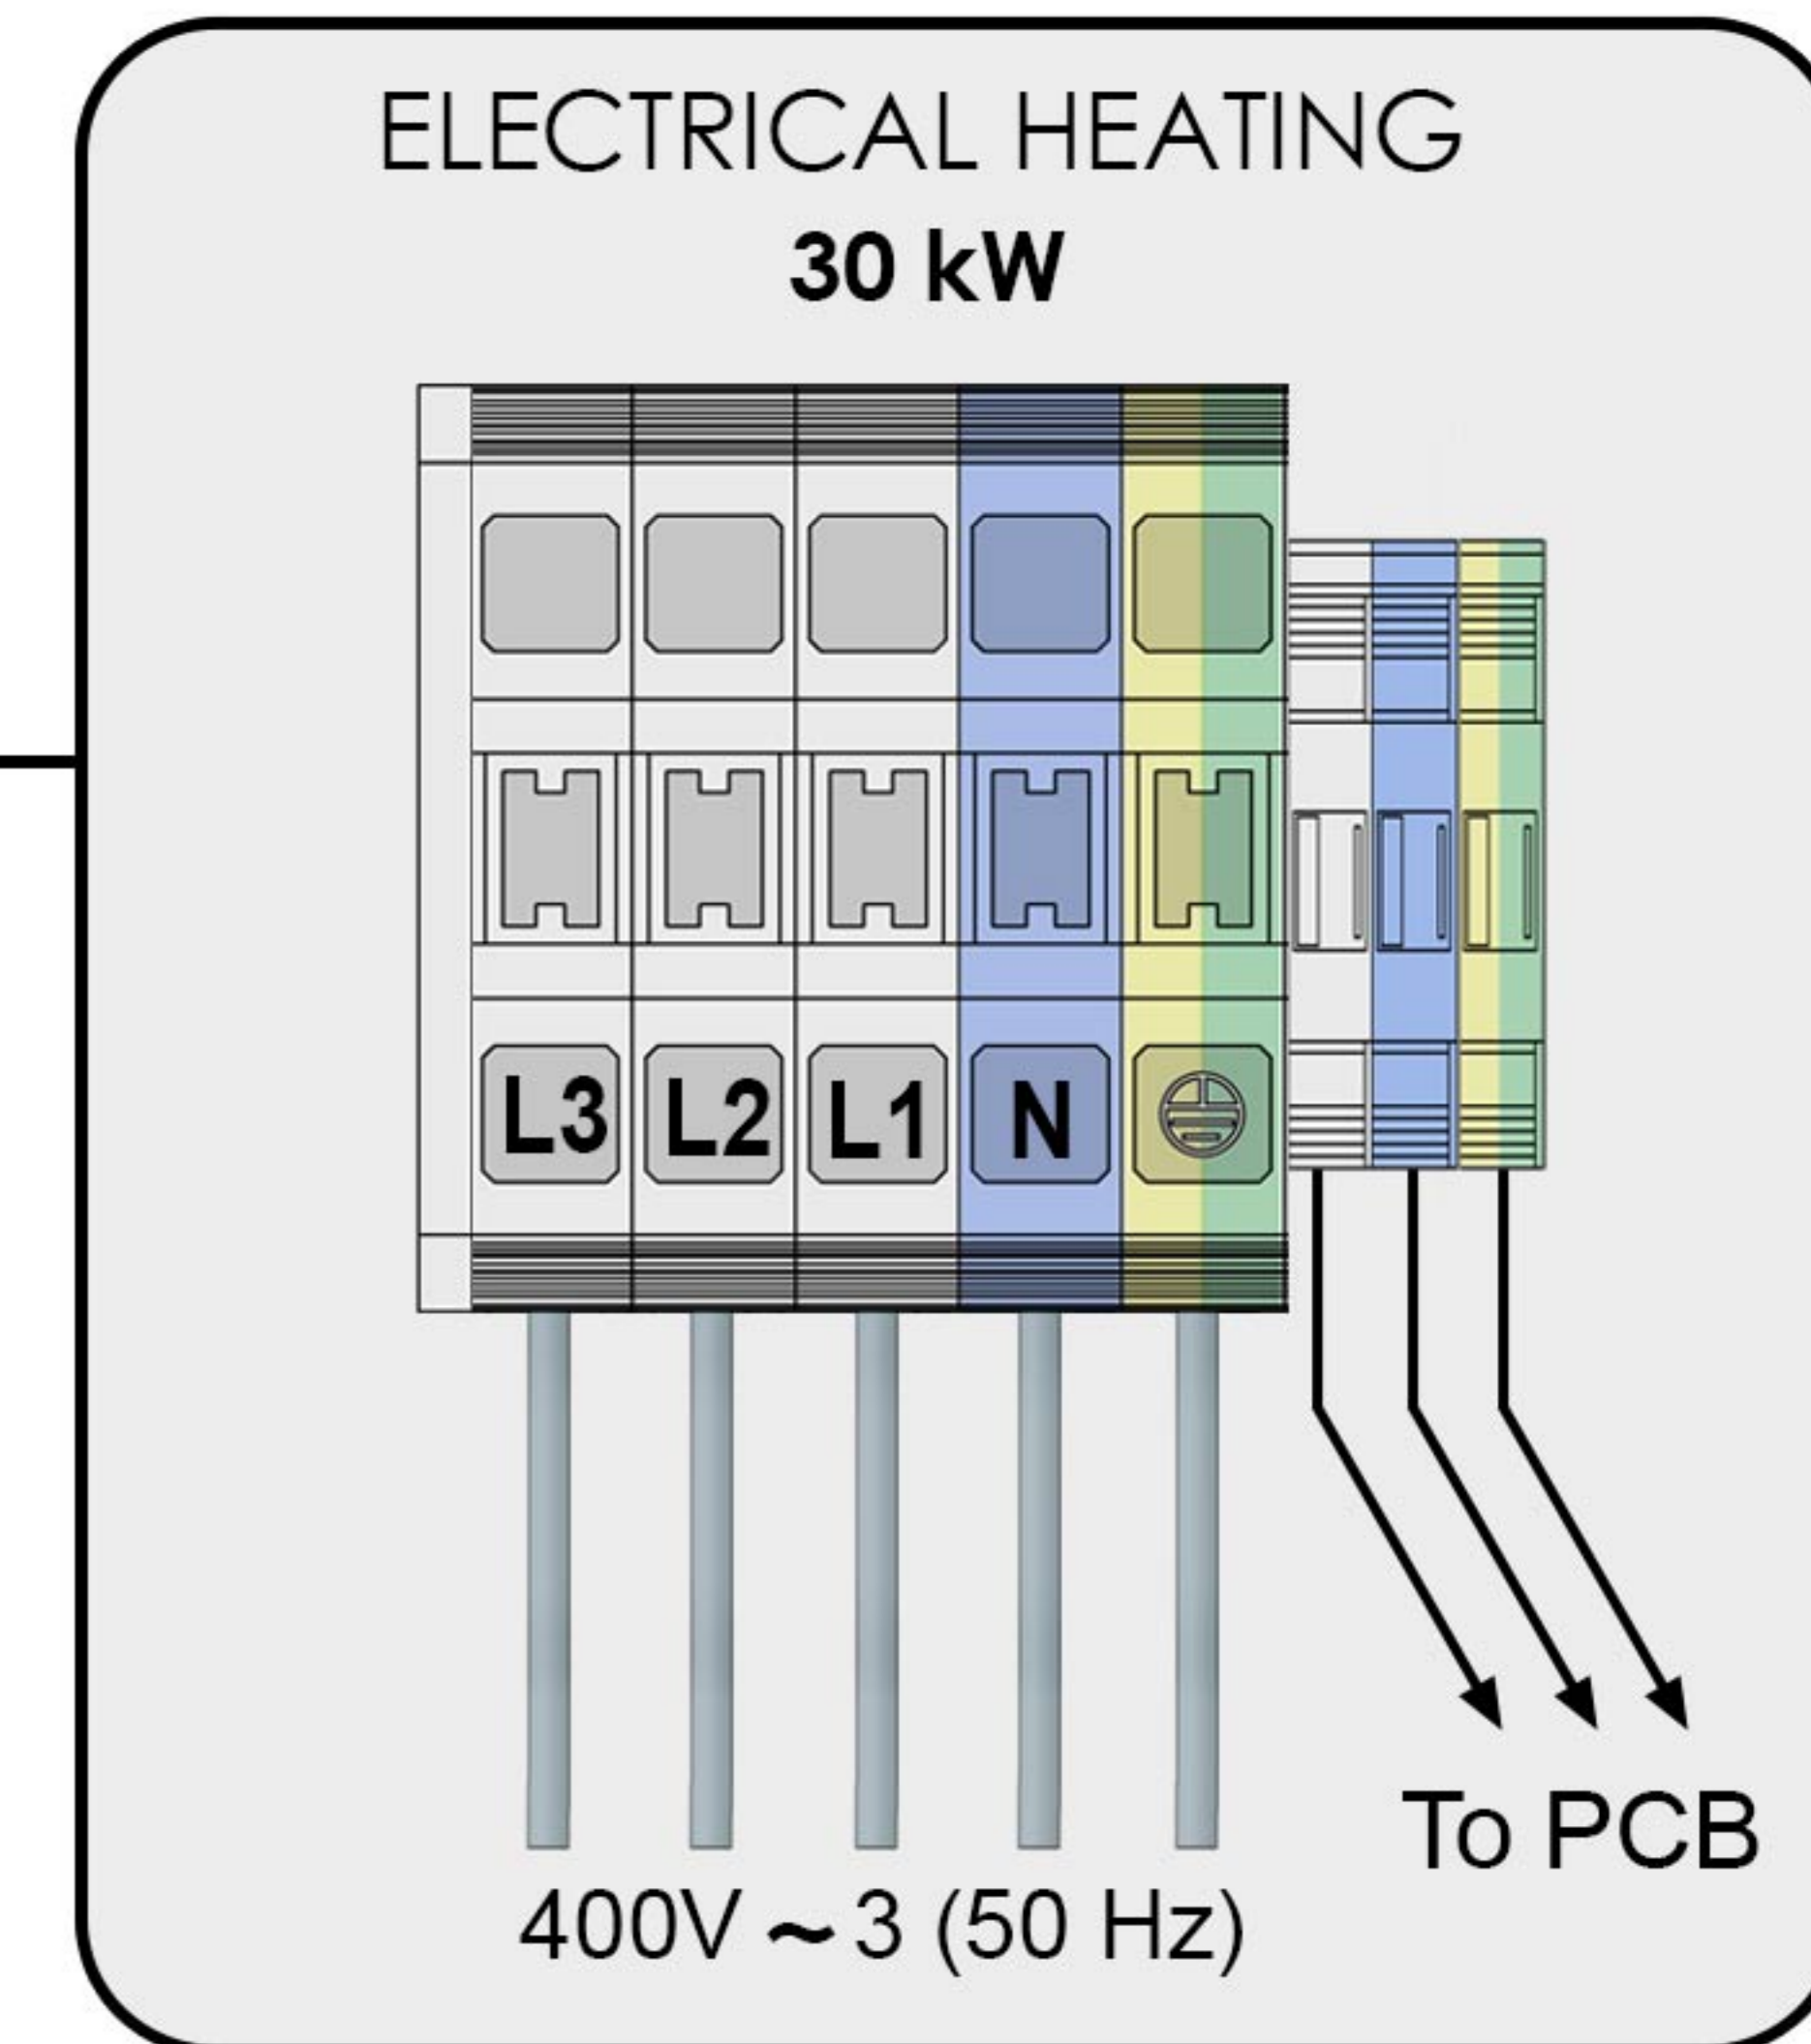 ELECTRICAL HEATING
30 kW
L3 L2 L1 N
To PCB
400V ~ 3 (50 Hz)